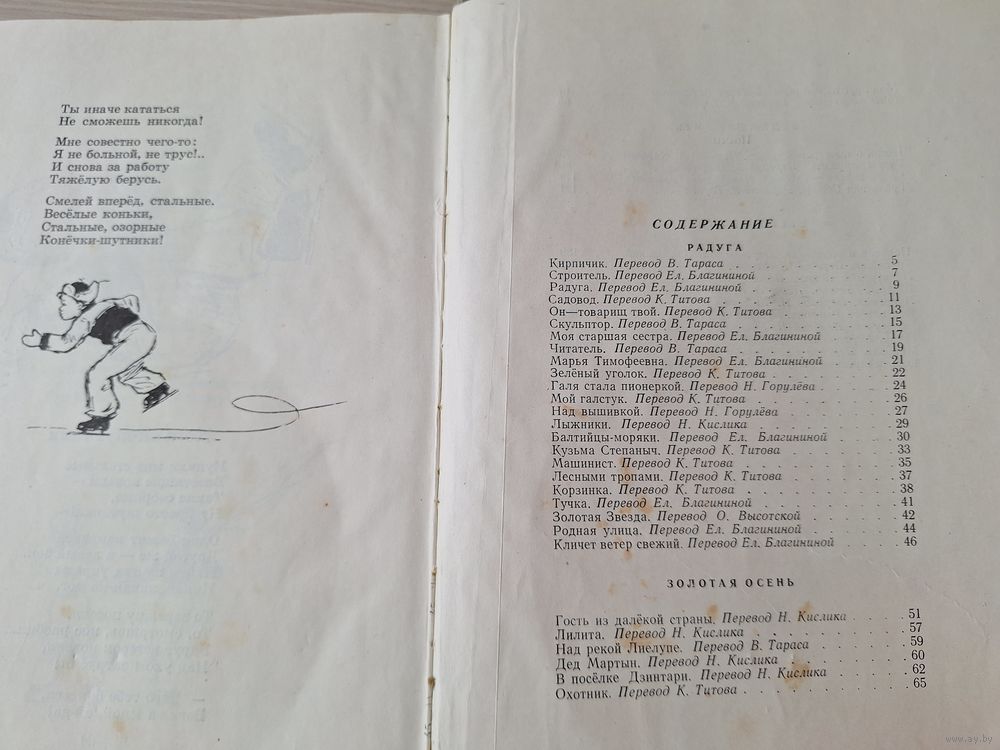 Ты иначе кататься
Не сможешь никогда!
Мне совестно чего-то:
Я не больной, не трус!..
И снова за работу
Тяжёлую берусь.
Смелей вперёд, стальные.
Весёлые коньки,
Стальные, озорные
Конёчки-шутники!
СОДЕРЖАНИЕ
РАДУГА
Кирпичик. Перевод В. Тараса . . . . . . . . . . . 5
Строитель. Перевод Ел. Благининой . . . . . . . . . 7
Радуга. Перевод Ел. Благининой . . . . . . . . . . 9
Садовод. Перевод К. Титова . . . . . . . . . . . 11
Он—товарищ твой. Перевод К. Титова . . . . . . . . 13
Скульптор. Перевод В. Тараса . . . . . . . . . . 15
Моя старшая сестра. Перевод Ел. Благининой . . . . . 17
Читатель. Перевод В. Тараса . . . . . . . . . . 19
Марья Тимофеевна. Перевод Ел. Благининой . . . . . 21
Зелёный уголок. Перевод К. Титова . . . . . . . . 22
Галя стала пионеркой. Перевод Н. Горулёва . . . . . 24
Мой галстук. Перевод К. Титова . . . . . . . . . 26
Над вышивкой. Перевод Н. Горулёва . . . . . . . . 27
Лыжники. Перевод Н. Кислика . . . . . . . . . . 29
Балтийцы-моряки. Перевод Ел. Благининой . . . . . 30
Кузьма Степаныч. Перевод К. Титова . . . . . . . . 33
Машинист. Перевод К. Титова . . . . . . . . . . 35
Лесными тропами. Перевод К. Титова . . . . . . . . 37
Корзинка. Перевод К. Титова . . . . . . . . . . 38
Тучка. Перевод Ел. Благининой . . . . . . . . . . 41
Золотая Звезда. Перевод О. Высотской . . . . . . . 42
Родная улица. Перевод Ел. Благининой . . . . . . . 44
Кличет ветер свежий. Перевод Ел. Благининой . . . . 46
ЗОЛОТАЯ ОСЕНЬ
Гость из далёкой страны. Перевод Н. Кислика . . . . 51
Лилита. Перевод Н. Кислика . . . . . . . . . . 57
Над рекой Лиелупе. Перевод В. Тараса . . . . . . . 59
Дед Мартын. Перевод Н. Кислика . . . . . . . . . 60
В посёлке Дзинтари. Перевод Н. Кислика . . . . . . 62
Охотник. Перевод К. Титова . . . . . . . . . . . 65
www.ay.by